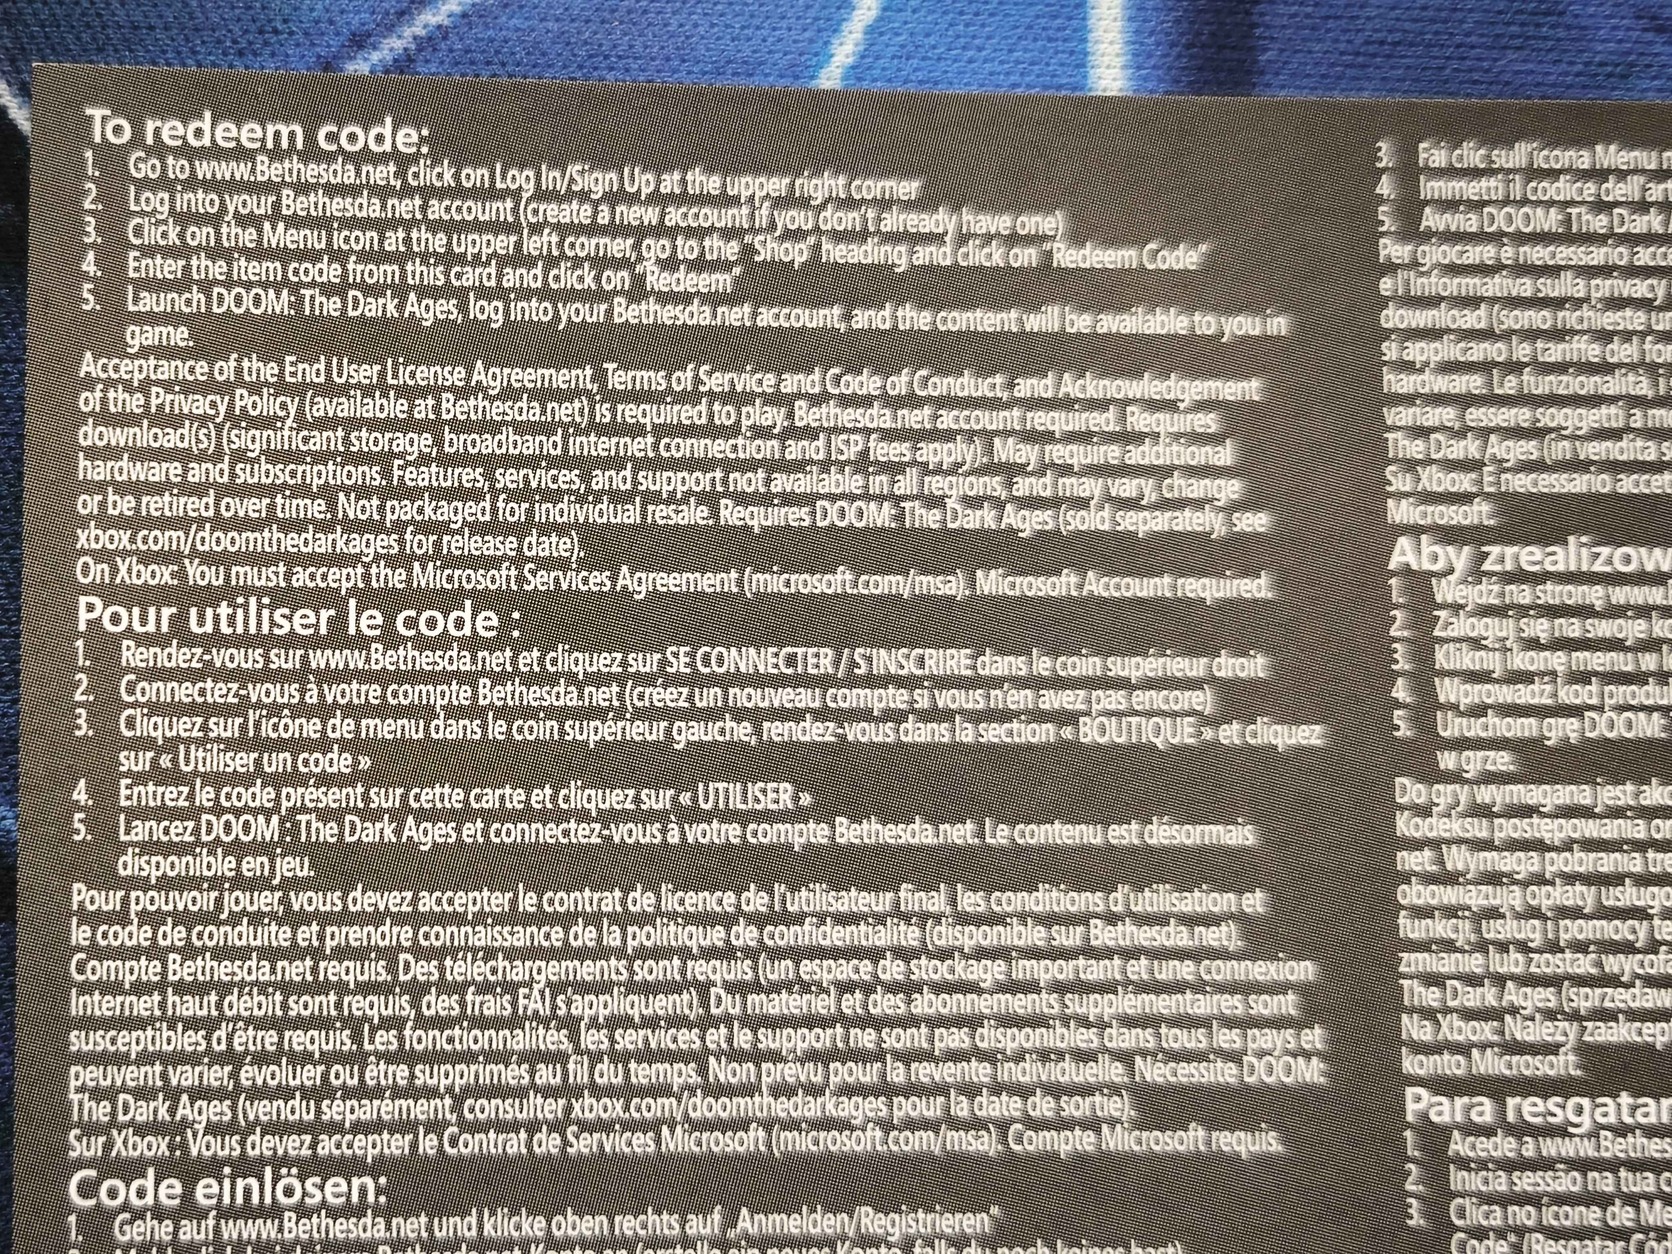 To redeem code:
1. Go to www.Bethesda.net, click on Log In/Sign Up at the upper right corner
2. Log into your Bethesda.net account (create a new account if you don't already have one)
3. Click on the Menu icon at the upper left corner, go to the "Shop" heading and click on "Redeem Code"
4. Enter the item code from this card and click on "Redeem"
5. Launch DOOM: The Dark Ages, log into your Bethesda.net account, and the content will be available to you in
game.
Acceptance of the End User License Agreement, Terms of Service and Code of Conduct, and Acknowledgement
of the Privacy Policy (available at Bethesda.net) is required to play. Bethesda.net account required. Requires
download(s) (significant storage, broadband internet connection and ISP fees apply). May require additional
hardware and subscriptions. Features, services, and support not available in all regions, and may vary, change
or be retired over time. Not packaged for individual resale. Requires DOOM: The Dark Ages (sold separately, see
xbox.com/doomthedarkages for release date).
On Xbox: You must accept the Microsoft Services Agreement (microsoft.com/msa). Microsoft Account required.
Pour utiliser le code :
1. Rendez-vous sur www.Bethesda.net et cliquez sur SE CONNECTER / S'INSCRIRE dans le coin supérieur droit
2. Connectez-vous à votre compte Bethesda.net (créez un nouveau compte si vous n'en avez pas encore)
3. Cliquez sur l'icône de menu dans le coin supérieur gauche, rendez-vous dans la section « BOUTIQUE » et cliquez
sur « Utiliser un code »
4. Entrez le code présent sur cette carte et cliquez sur « UTILISER »
5. Lancez DOOM : The Dark Ages et connectez-vous à votre compte Bethesda.net. Le contenu est désormais
disponible en jeu.
Pour pouvoir jouer, vous devez accepter le contrat de licence de l'utilisateur final, les conditions d'utilisation et
le code de conduite et prendre connaissance de la politique de confidentialité (disponible sur Bethesda.net).
Compte Bethesda.net requis. Des téléchargements sont requis (un espace de stockage important et une connexion
Internet haut débit sont requis, des frais FAI s'appliquent). Du matériel et des abonnements supplémentaires sont
susceptibles d'être requis. Les fonctionnalités, les services et le support ne sont pas disponibles dans tous les pays et
peuvent varier, évoluer ou être supprimés au fil du temps. Non prévu pour la revente individuelle. Nécessite DOOM:
The Dark Ages (vendu séparément, consulter xbox.com/doomthedarkages pour la date de sortie).
Sur Xbox : Vous devez accepter le Contrat de Services Microsoft (microsoft.com/msa). Compte Microsoft requis.
Code einlösen:
1. Gehe auf www.Bethesda.net und klicke oben rechts auf „Anmelden/Registrieren"
3. Fai clic sull'icona Menu
4. Immetti il codice
5. Avvia DOOM: The Dark
Per giocare è necessario
e l'Informativa sulla privacy
download (sono richieste
si applicano le tariffe del
hardware. Le funzionalità, i
variare, essere soggetti a
The Dark Ages (in vendita
Su Xbox: È necessario
Microsoft.
Aby
1. Wejdź na stronę
2. Zaloguj się na swoje
3. Kliknij ikonę menu w
4. Wprowadź kod
5. Uruchom grę DOOM:
w grze.
Do gry wymagana jest
Kodeksu postępowania
net. Wymaga pobrania
obowiązują opłaty
funkcji, usług i pomocy
zmianie lub zostać
The Dark Ages
Na Xbox: Należy
konto Microsoft.
Para resgatar
1. Acede a
2. Inicia sessão na tua
3. Clica no ícone de